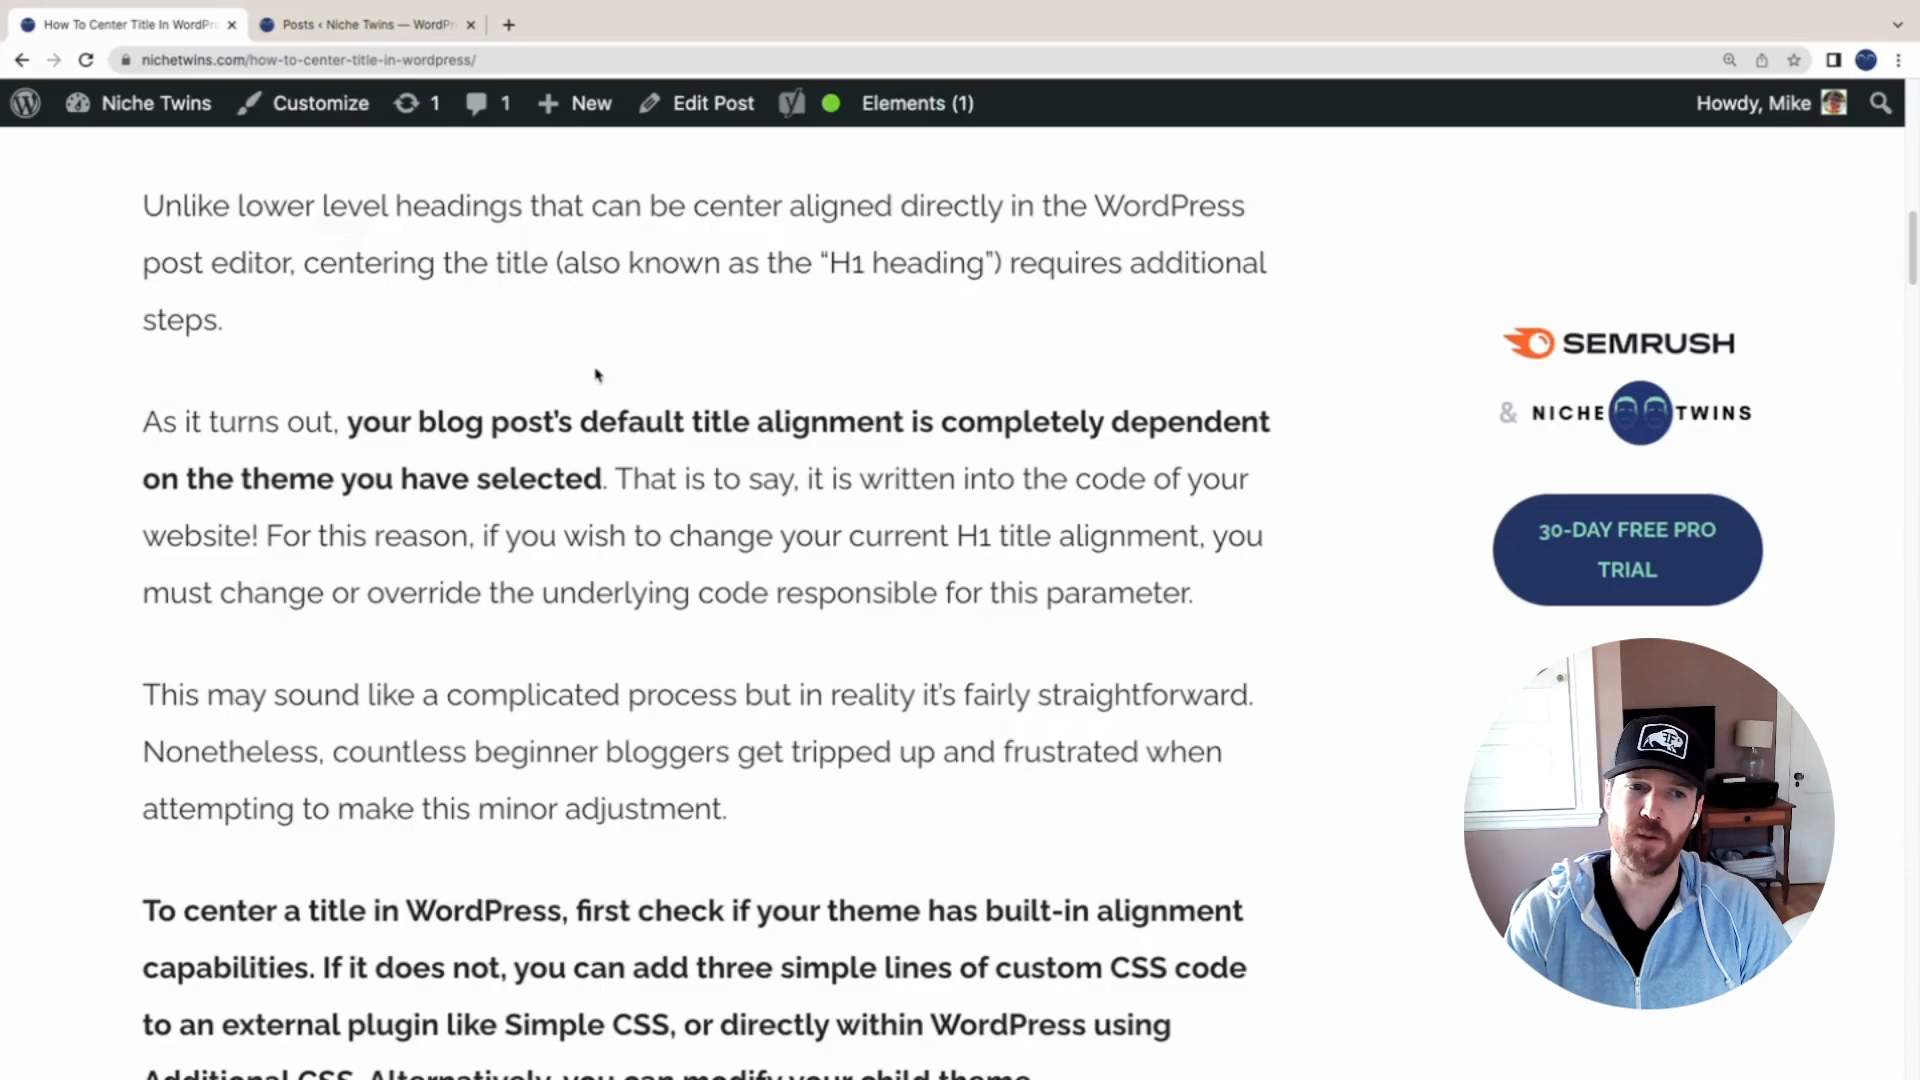 How To Center Title In WordPr
Posts ‹ Niche Twins — WordPr
nichetwins.com/how-to-center-title-in-wordpress/
Niche Twins
Customize
1
1
New
Edit Post
Elements (1)
Howdy, Mike
Unlike lower level headings that can be center aligned directly in the WordPress
post editor, centering the title (also known as the “H1 heading”) requires additional
steps.
As it turns out, your blog post’s default title alignment is completely dependent
on the theme you have selected. That is to say, it is written into the code of your
website! For this reason, if you wish to change your current H1 title alignment, you
must change or override the underlying code responsible for this parameter.
This may sound like a complicated process but in reality it’s fairly straightforward.
Nonetheless, countless beginner bloggers get tripped up and frustrated when
attempting to make this minor adjustment.
To center a title in WordPress, first check if your theme has built-in alignment
capabilities. If it does not, you can add three simple lines of custom CSS code
to an external plugin like Simple CSS, or directly within WordPress using
Additional CSS. Alternatively, you can modify your child theme
SEMRUSH
& NICHE TWINS
30-DAY FREE PRO
TRIAL